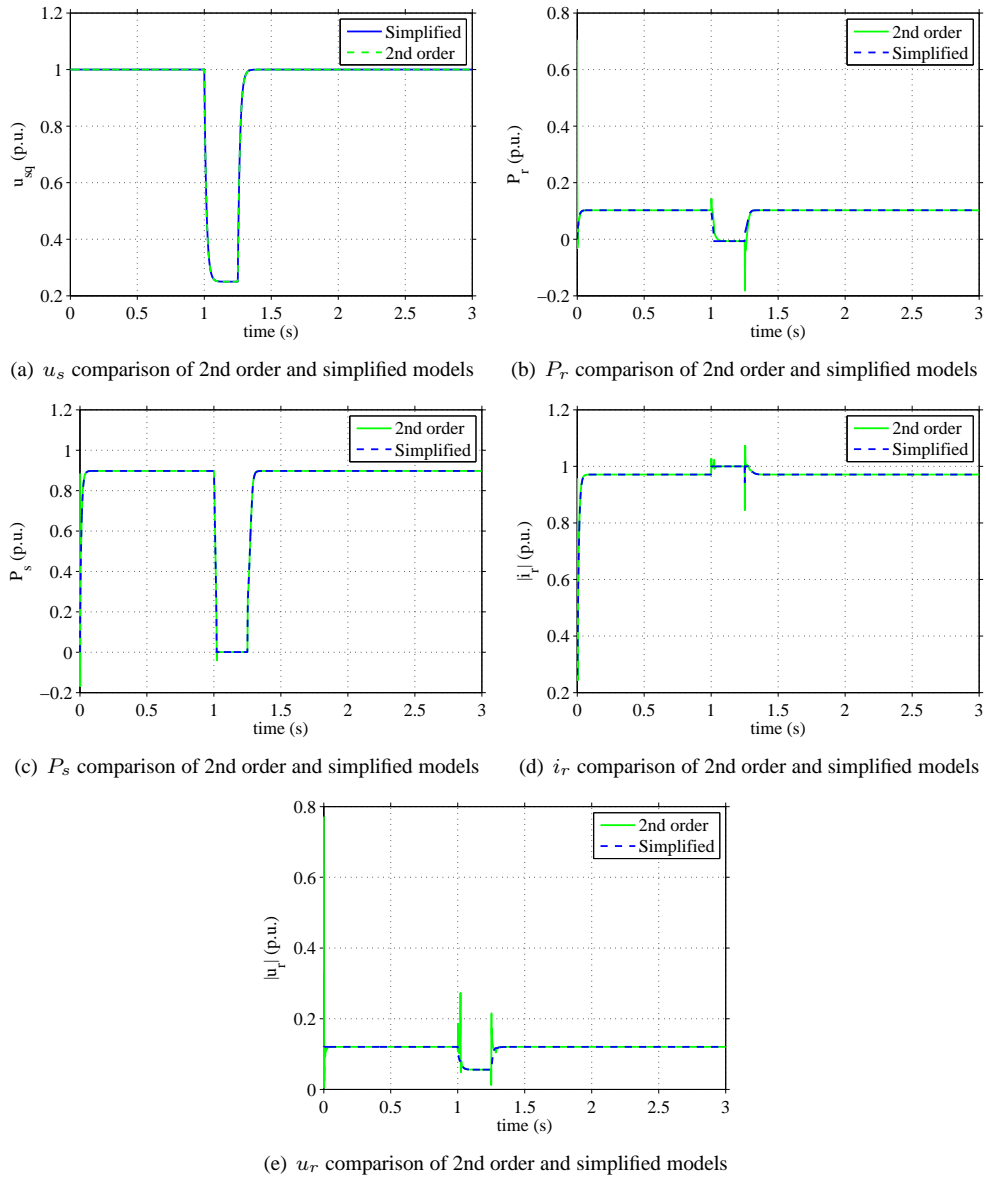 1.2
1
0.8
0.6
0.4
0.2
u_sq (p.u.)
0 0.5 1 1.5 2 2.5 3
time (s)
Simplified
2nd order
(a) u_s comparison of 2nd order and simplified models
1.2
1
0.8
0.6
0.4
0.2
0
−0.2
P_r (p.u.)
0 0.5 1 1.5 2 2.5 3
time (s)
2nd order
Simplified
(b) P_r comparison of 2nd order and simplified models
1.2
1
0.8
0.6
0.4
0.2
0
−0.2
P_s (p.u.)
0 0.5 1 1.5 2 2.5 3
time (s)
2nd order
Simplified
(c) P_s comparison of 2nd order and simplified models
1.2
1
0.8
0.6
0.4
0.2
|i_r| (p.u.)
0 0.5 1 1.5 2 2.5 3
time (s)
2nd order
Simplified
(d) i_r comparison of 2nd order and simplified models
0.8
0.6
0.4
0.2
0
|u_r| (p.u.)
0 0.5 1 1.5 2 2.5 3
time (s)
2nd order
Simplified
(e) u_r comparison of 2nd order and simplified models